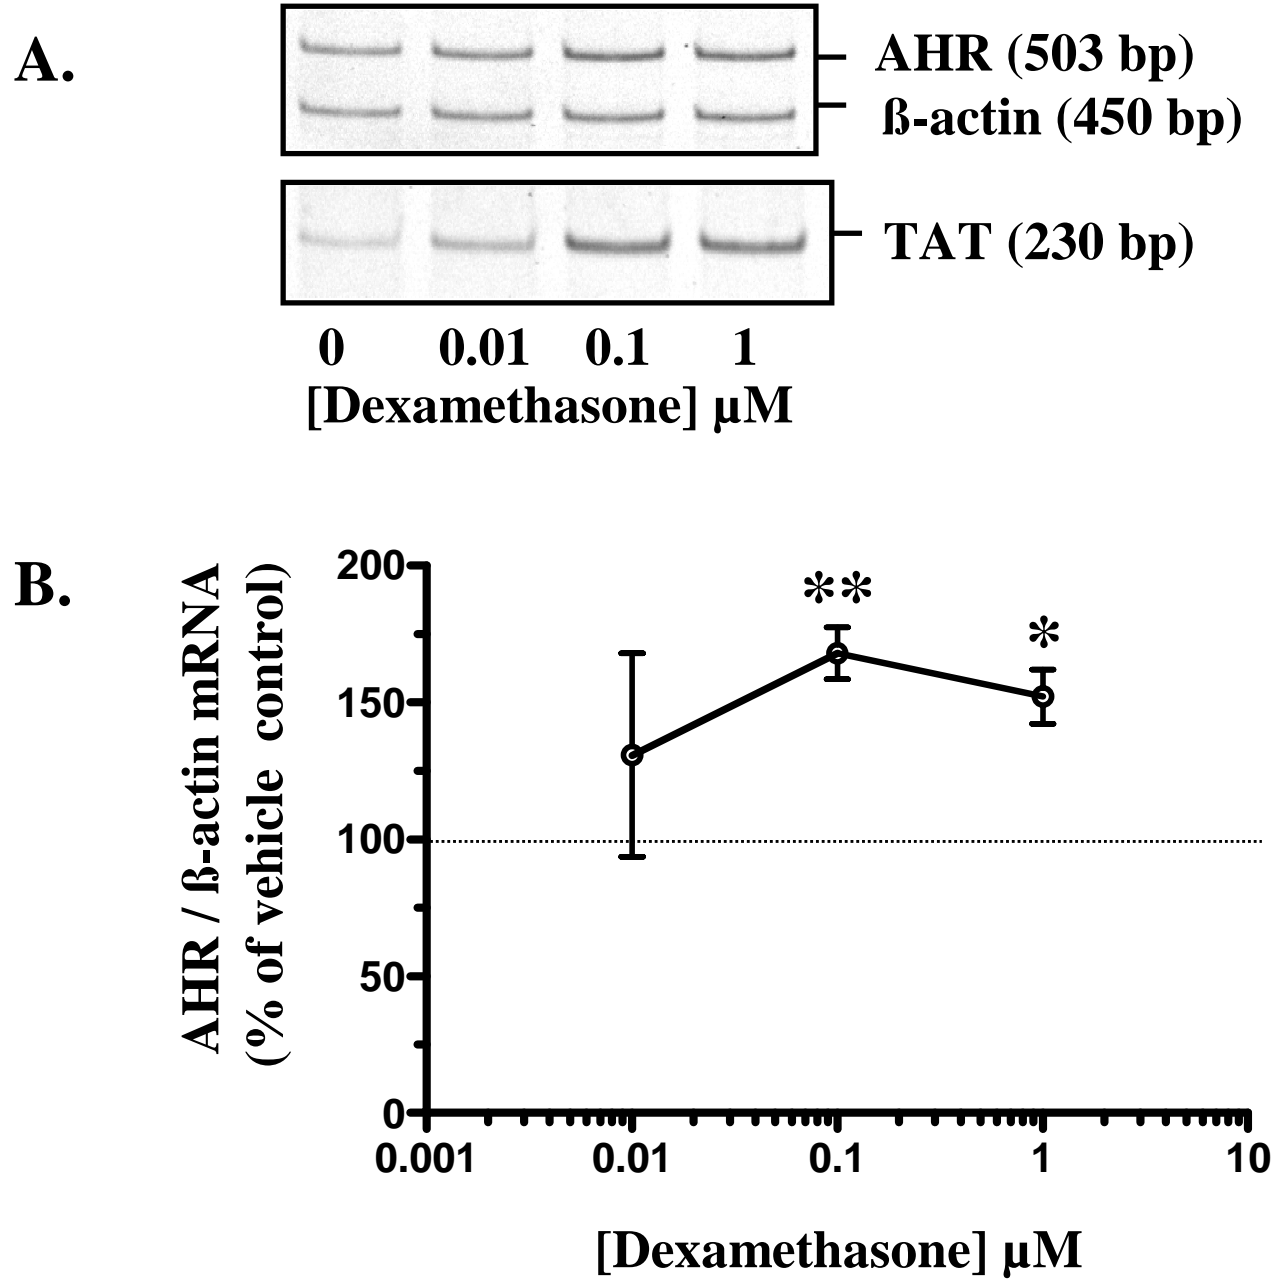 A.
AHR (503 bp)
ß-actin (450 bp)
TAT (230 bp)
0 0.01 0.1 1
[Dexamethasone] µM
B.
AHR / ß-actin mRNA
(% of vehicle control)
200
150
100
50
0
** *
0.001 0.01 0.1 1 10
[Dexamethasone] µM